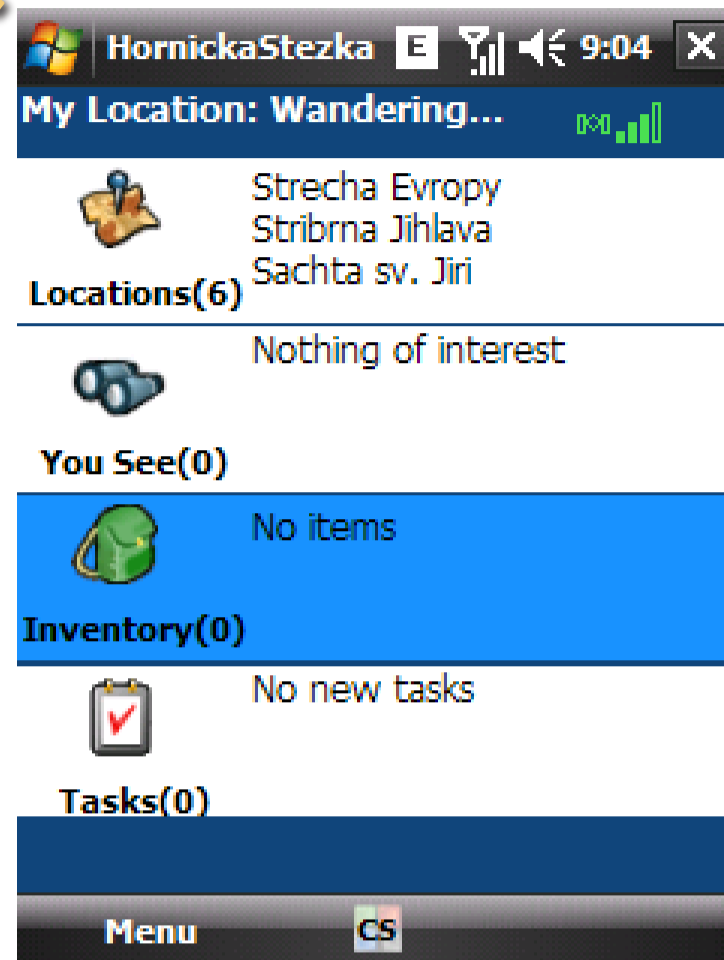 HornickaStezka E 9:04
My Location: Wandering...
Strecha Evropy
Stribrna Jihlava
Sachta sv. Jiri
Locations(6)
Nothing of interest
You See(0)
No items
Inventory(0)
No new tasks
Tasks(0)
Menu CS